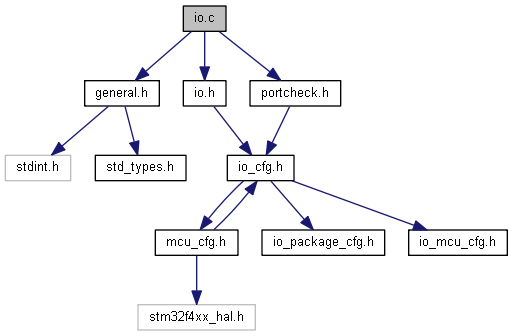 io.c
general.h
io.h
portcheck.h
stdint.h
std_types.h
io_cfg.h
mcu_cfg.h
io_package_cfg.h
io_mcu_cfg.h
stm32f4xx_hal.h